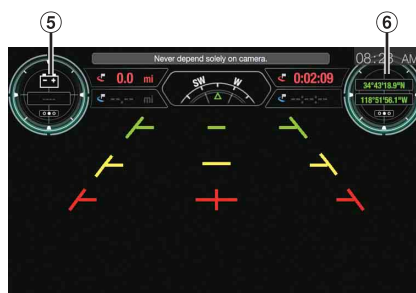 5
6
Never depend solely on camera.
08:23 AM
0.0 mi
SW W
0:02:09
34°43'18.9"N
--.-- mi
--:--:--
118°51'56.1"W